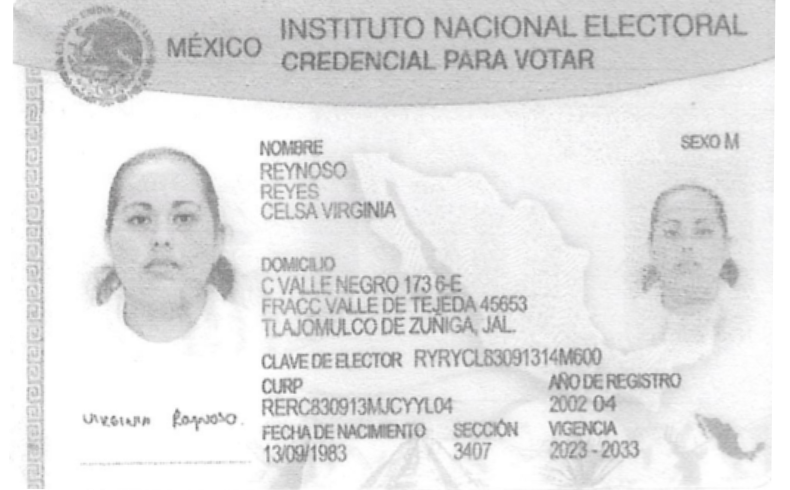 MÉXICO
INSTITUTO NACIONAL ELECTORAL
CREDENCIAL PARA VOTAR
NOMBRE
SEXO M
REYNOSO
REYES
CELSA VIRGINIA
DOMICILIO
C VALLE NEGRO 173 6-E
FRACC VALLE DE TEJEDA 45653
TLAJOMULCO DE ZUÑIGA, JAL.
CLAVE DE ELECTOR RYRYCL83091314M600
CURP
RERC830913MJCYYL04
AÑO DE REGISTRO
2002 04
FECHA DE NACIMIENTO
13/09/1983
SECCIÓN
3407
VIGENCIA
2023 - 2033
Virginia Reynoso.